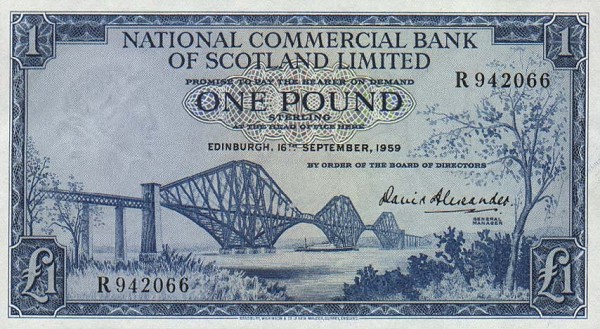 1 NATIONAL COMMERCIAL BANK 1
OF SCOTLAND LIMITED
PROMISE TO PAY THE BEARER ON DEMAND
R 942066
ONE POUND
STERLING
AT THE HEAD OFFICE HERE
EDINBURGH, 16TH SEPTEMBER, 1959
BY ORDER OF THE BOARD OF DIRECTORS
David Alexander
GENERAL
MANAGER
R 942066
£1 £1